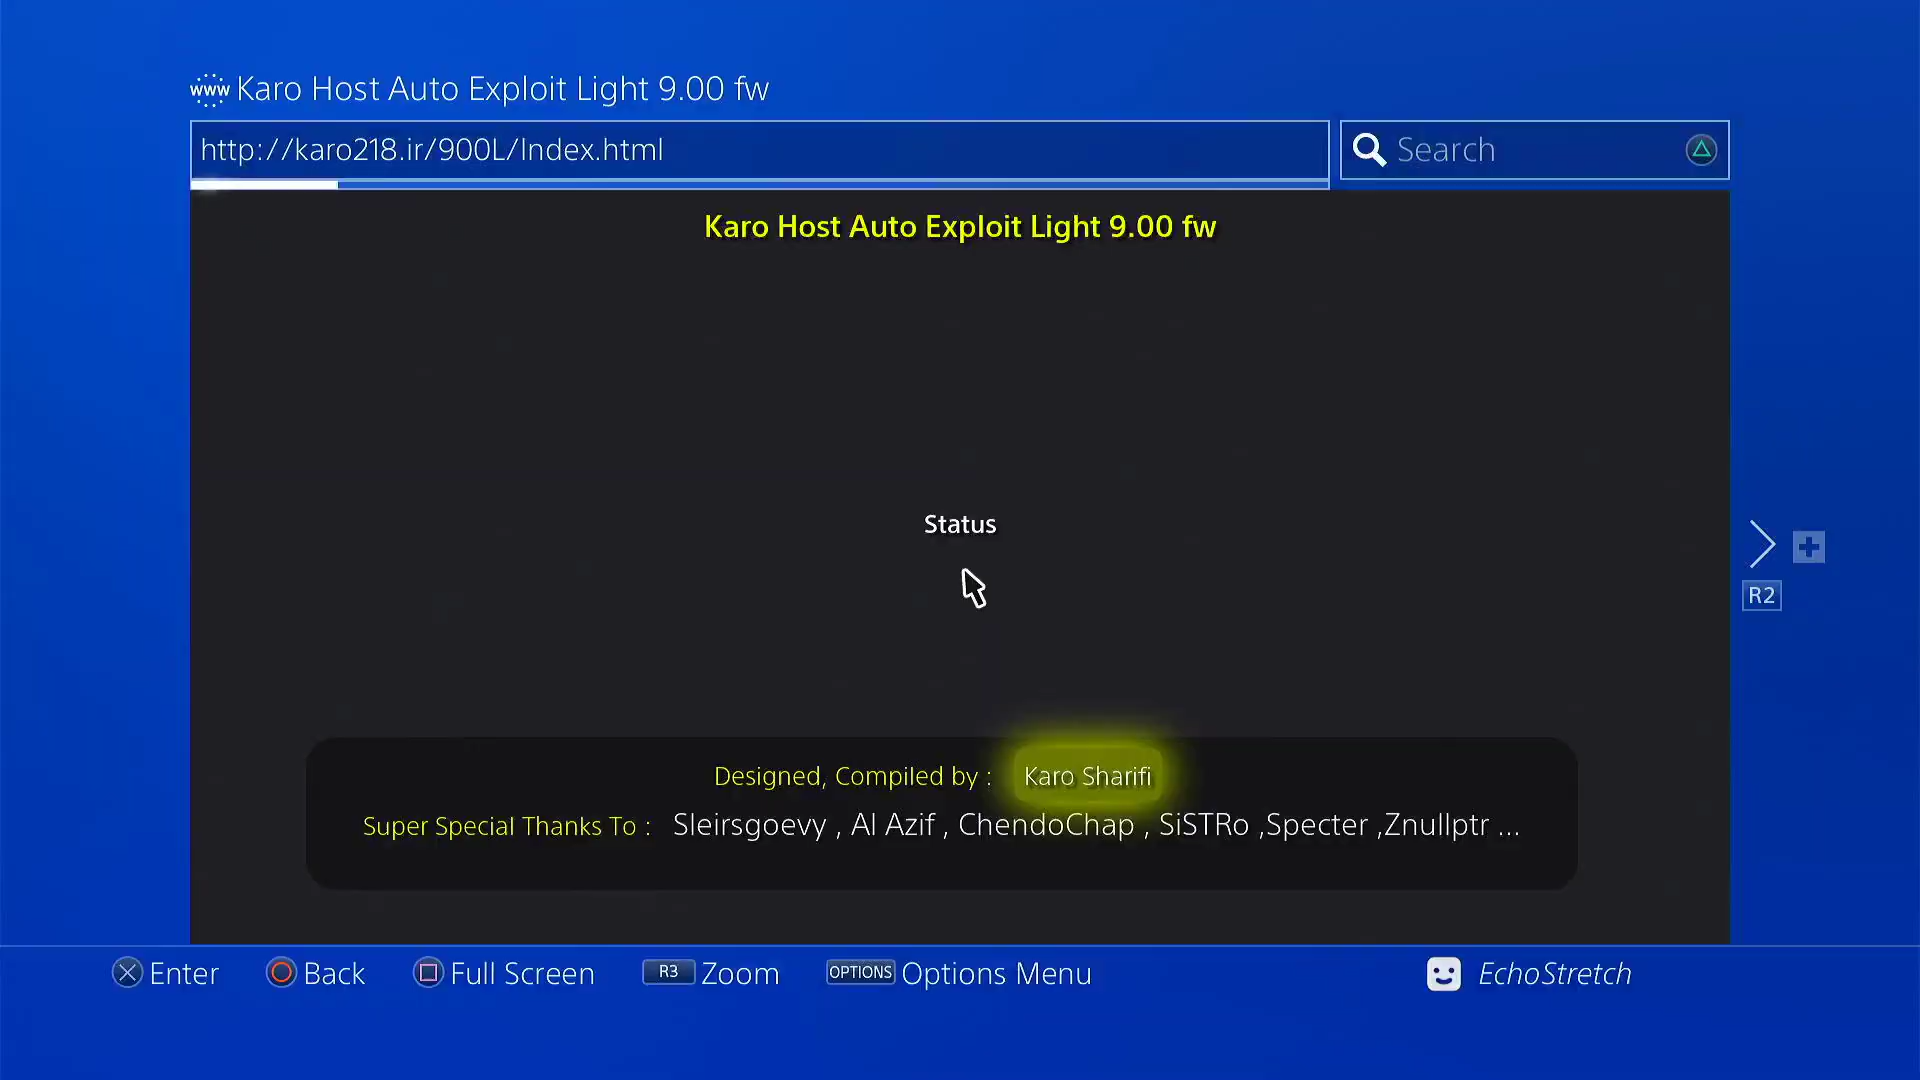 www Karo Host Auto Exploit Light 9.00 fw
http://karo218.ir/900L/Index.html
Search
Karo Host Auto Exploit Light 9.00 fw
Status
R2
Designed, Compiled by : Karo Sharifi
Super Special Thanks To : Sleirsgoevy , Al Azif , ChendoChap , SiSTRo ,Specter ,Znullptr ...
Enter Back Full Screen R3 Zoom OPTIONS Options Menu EchoStretch